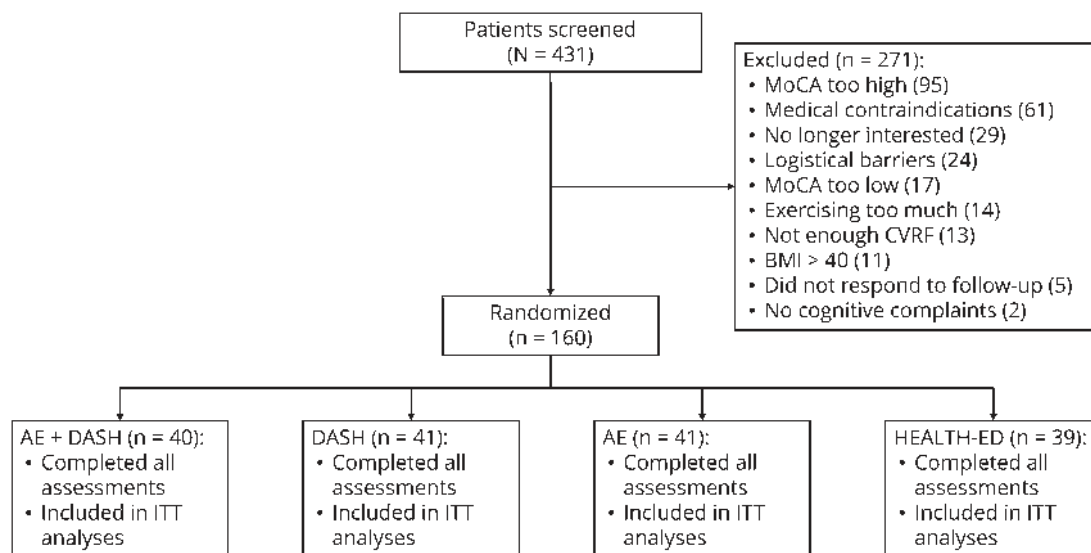 Patients screened
(N = 431)
Excluded (n = 271):
• MoCA too high (95)
• Medical contraindications (61)
• No longer interested (29)
• Logistical barriers (24)
• MoCA too low (17)
• Exercising too much (14)
• Not enough CVRF (13)
• BMI > 40 (11)
• Did not respond to follow-up (5)
• No cognitive complaints (2)
Randomized
(n = 160)
AE + DASH (n = 40):
• Completed all
assessments
• Included in ITT
analyses
DASH (n = 41):
• Completed all
assessments
• Included in ITT
analyses
AE (n = 41):
• Completed all
assessments
• Included in ITT
analyses
HEALTH-ED (n = 39):
• Completed all
assessments
• Included in ITT
analyses